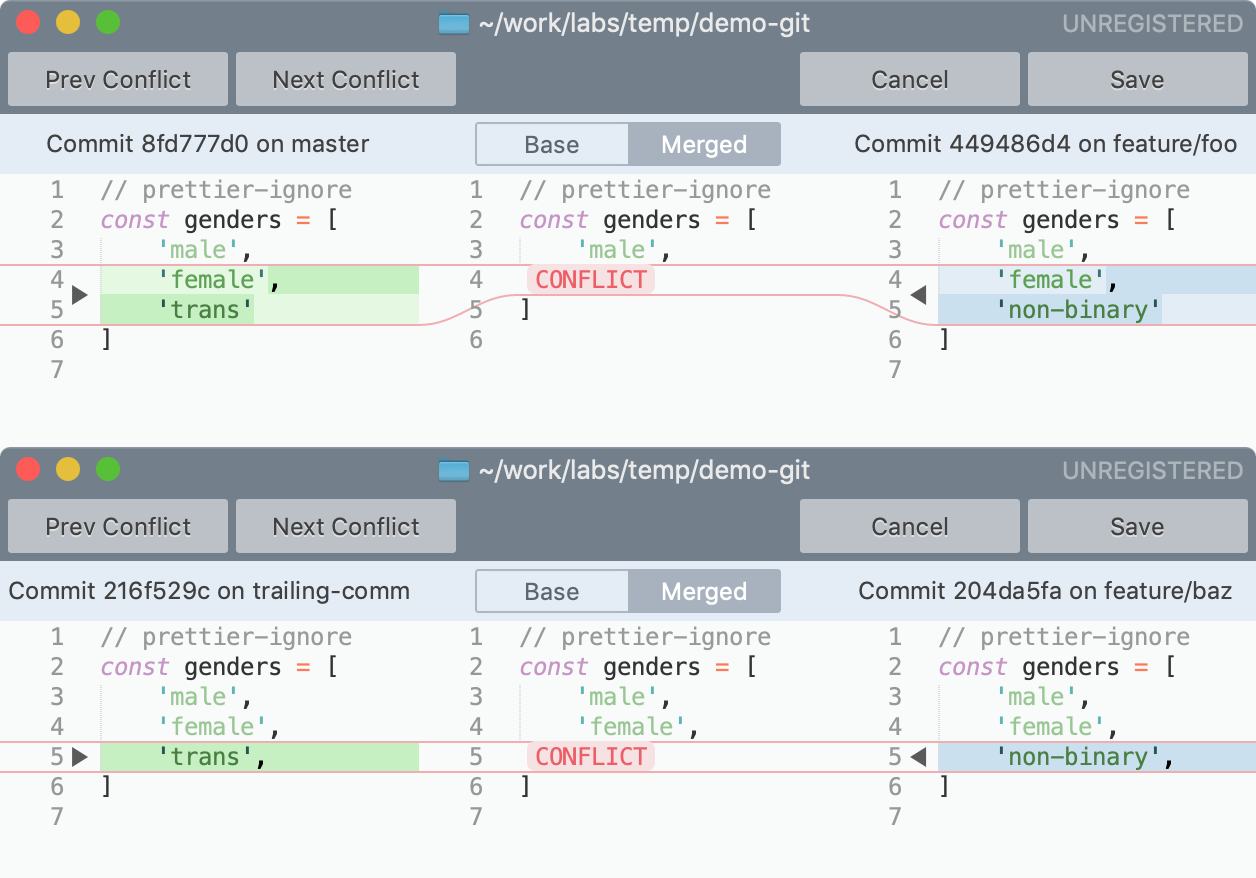 ~/work/labs/temp/demo-git UNREGISTERED
Prev Conflict Next Conflict Cancel Save
Commit 8fd777d0 on master Base Merged Commit 449486d4 on feature/foo
1 // prettier-ignore 1 // prettier-ignore 1 // prettier-ignore
2 const genders = [ 2 const genders = [ 2 const genders = [
3 'male', 3 'male', 3 'male',
4 'female', 4 CONFLICT 4 'female',
5 'trans' 5 ] 5 'non-binary'
6 ] 6 6 ]
7 7
~/work/labs/temp/demo-git UNREGISTERED
Prev Conflict Next Conflict Cancel Save
Commit 216f529c on trailing-comm Base Merged Commit 204da5fa on feature/baz
1 // prettier-ignore 1 // prettier-ignore 1 // prettier-ignore
2 const genders = [ 2 const genders = [ 2 const genders = [
3 'male', 3 'male', 3 'male',
4 'female', 4 'female', 4 'female',
5 'trans', 5 CONFLICT 5 'non-binary',
6 ] 6 ] 6 ]
7 7 7